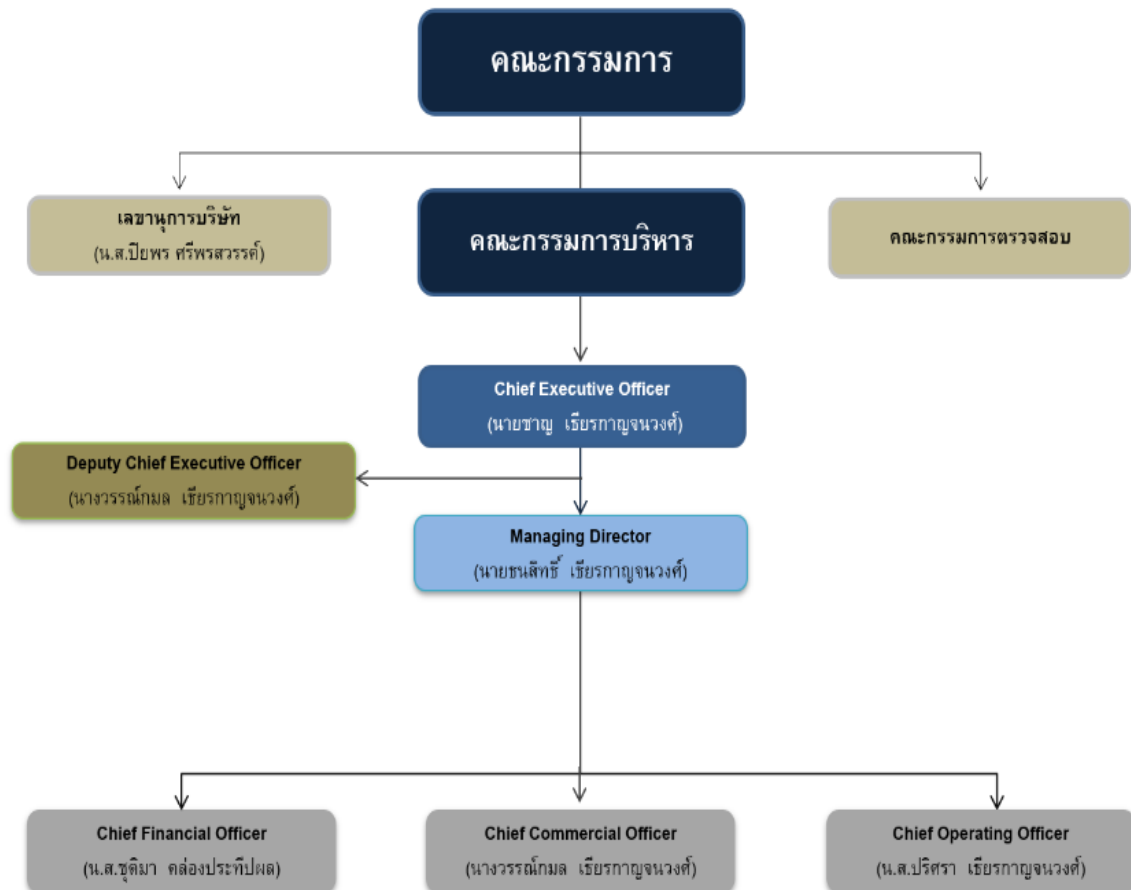 คณะกรรมการ
เลขานุการบริษัท
(น.ส.ปิยพร ศรีพรสวรรค์)
คณะกรรมการบริหาร
คณะกรรมการตรวจสอบ
Chief Executive Officer
(นายชาญ เธียรกาญจนวงศ์)
Deputy Chief Executive Officer
(นางวรรณ์กมล เธียรกาญจนวงศ์)
Managing Director
(นายชนสิทธิ์ เธียรกาญจนวงศ์)
Chief Financial Officer
(น.ส.ชุติมา คล่องประทีปผล)
Chief Commercial Officer
(นางวรรณ์กมล เธียรกาญจนวงศ์)
Chief Operating Officer
(น.ส.ปริศรา เธียรกาญจนวงศ์)